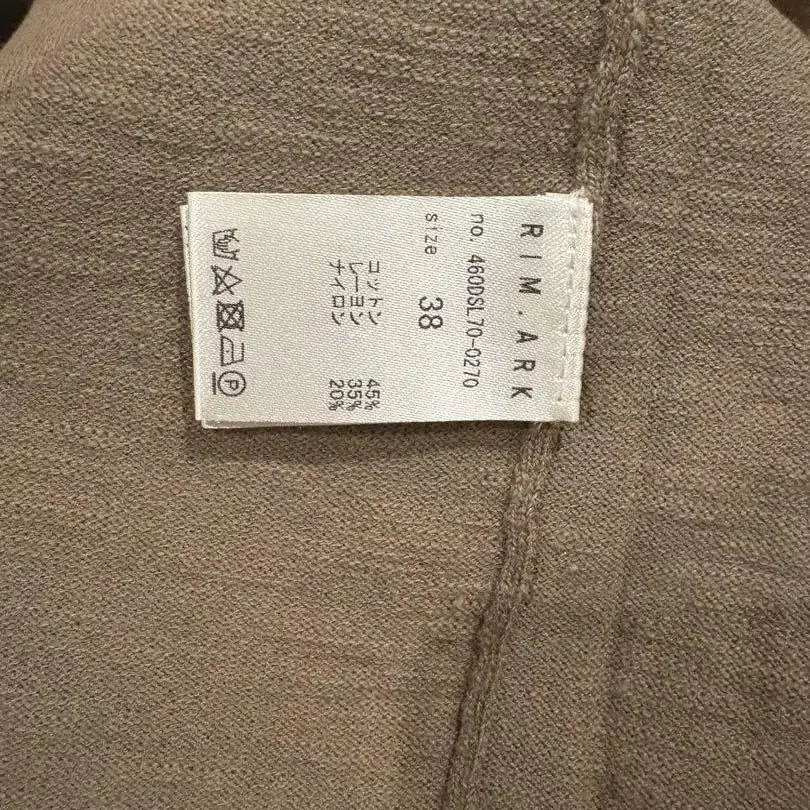 RIM.ARK
no. 460DSL70-0270
size 38
コットン 45%
レーヨン 35%
ナイロン 20%
P